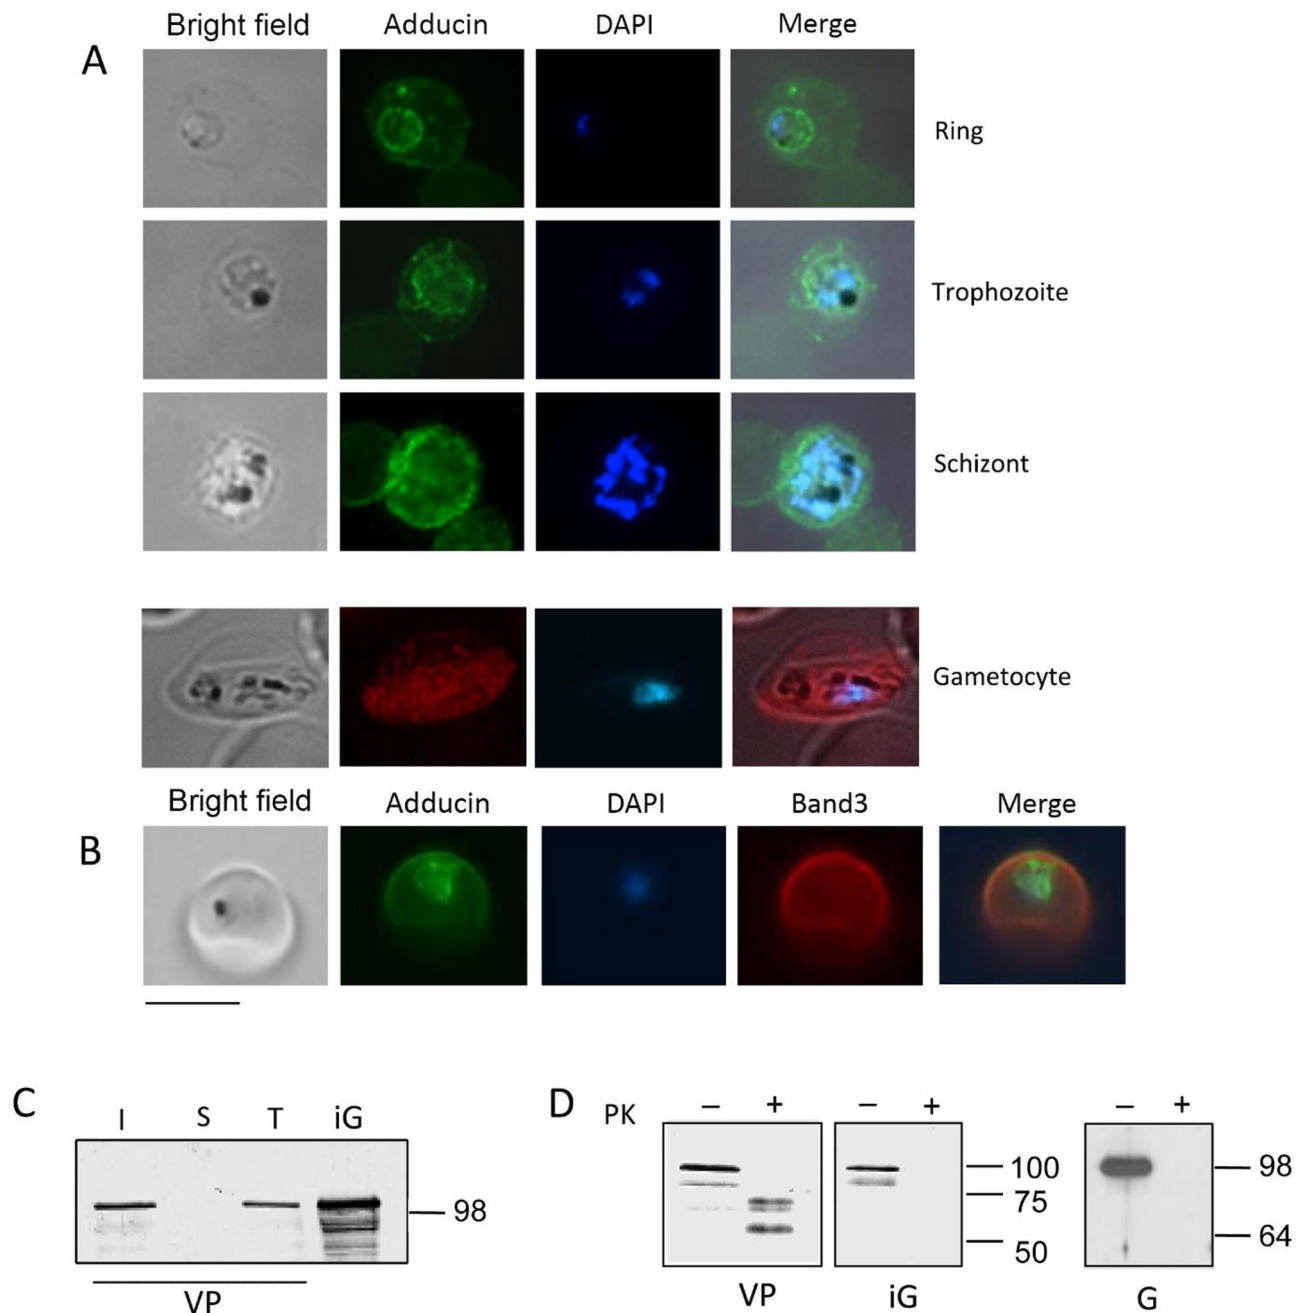 Bright field Adducin DAPI Merge
A
Ring
Trophozoite
Schizont
Gametocyte
Bright field Adducin DAPI Band3 Merge
B
C
I S T iG
98
VP
D
PK − + − + − +
100 98
75
64
50
VP iG G